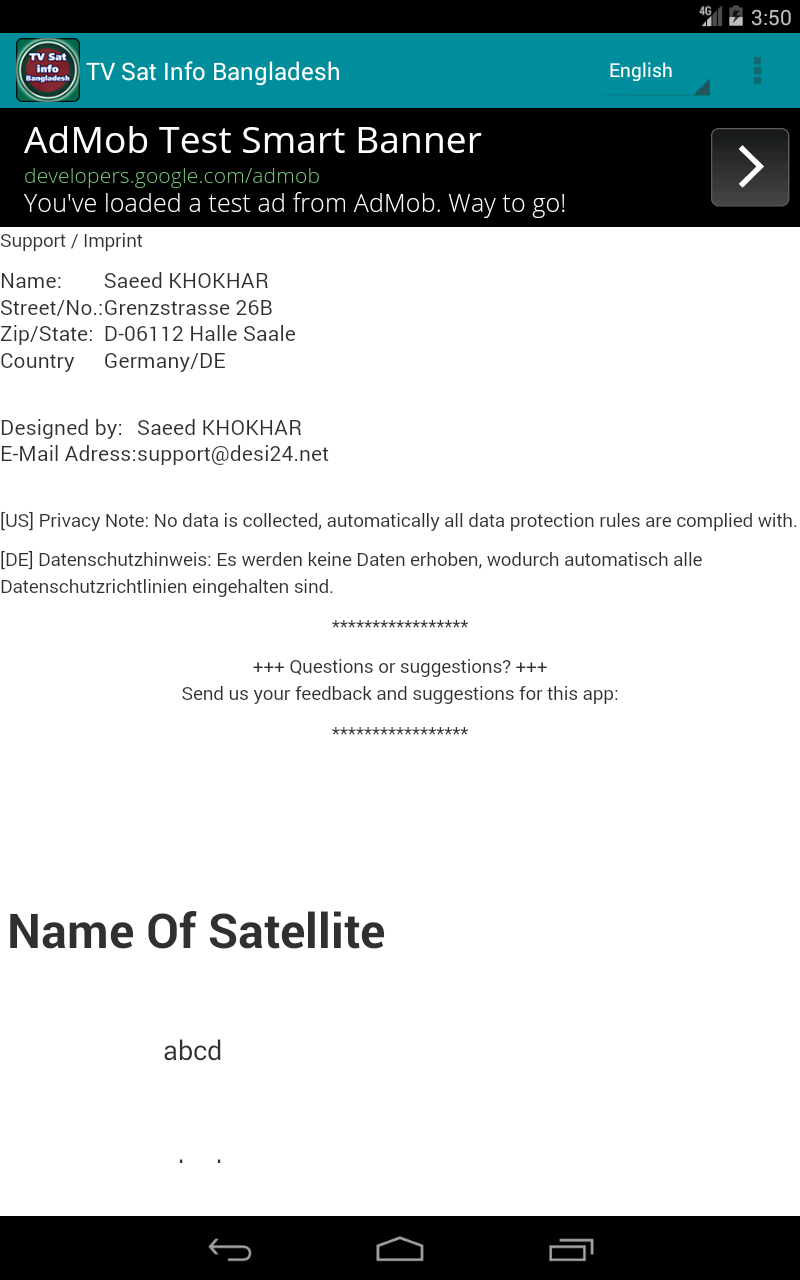 4G 3:50
TV Sat
info
Bangladesh
TV Sat Info Bangladesh
English
AdMob Test Smart Banner
developers.google.com/admob
You've loaded a test ad from AdMob. Way to go!
Support / Imprint
Name: Saeed KHOKHAR
Street/No.:Grenzstrasse 26B
Zip/State: D-06112 Halle Saale
Country Germany/DE
Designed by: Saeed KHOKHAR
E-Mail Adress:support@desi24.net
[US] Privacy Note: No data is collected, automatically all data protection rules are complied with.
[DE] Datenschutzhinweis: Es werden keine Daten erhoben, wodurch automatisch alle
Datenschutzrichtlinien eingehalten sind.
*****************
+++ Questions or suggestions? +++
Send us your feedback and suggestions for this app:
*****************
Name Of Satellite
abcd
. .